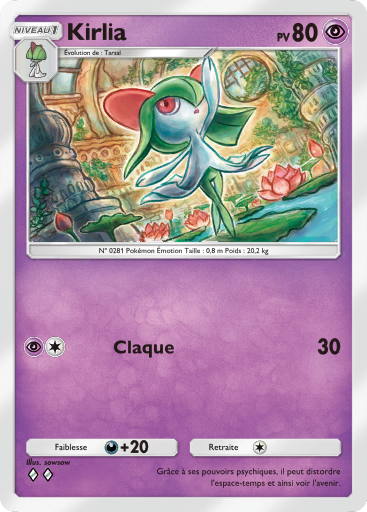 NIVEAU 1
Kirlia
PV 80
Évolution de : Tarsal
N° 0281 Pokémon Émotion Taille : 0.8 m Poids : 20,2 kg
Claque 30
Faiblesse +20 Retraite
Illus. sowsow
Grâce à ses pouvoirs psychiques, il peut distordre
l'espace-temps et ainsi voir l'avenir.